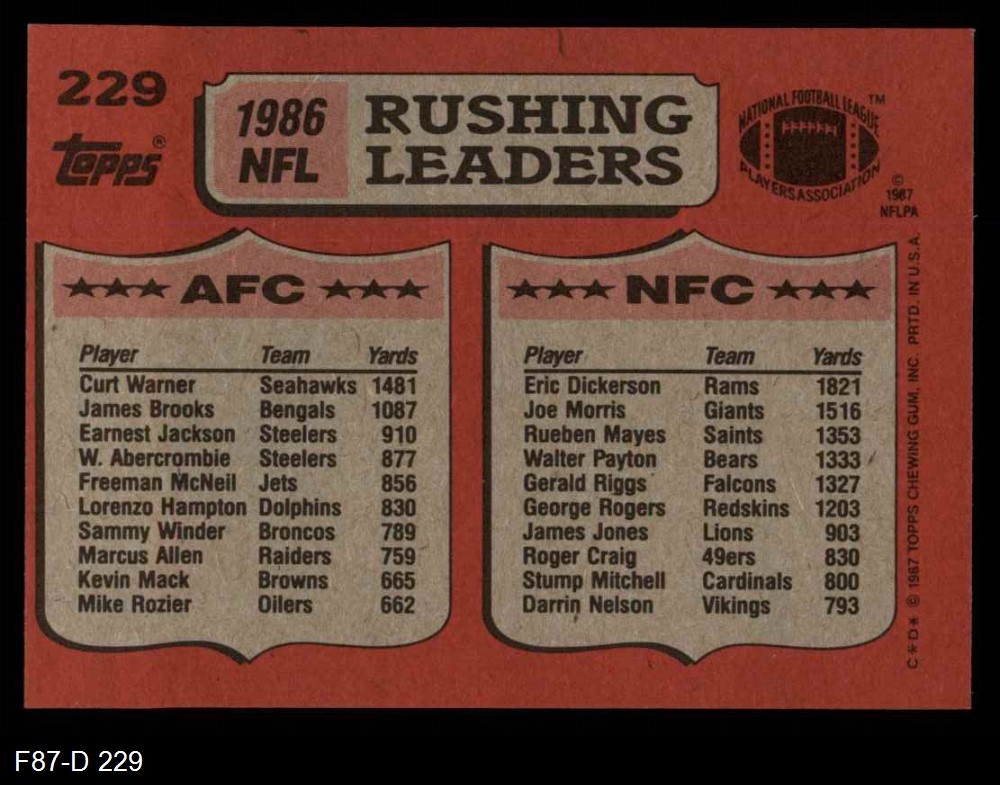 229
topps®
1986
NFL
RUSHING
LEADERS
NATIONAL FOOTBALL LEAGUE
PLAYERS ASSOCIATION
TM
©
1987
NFLPA
★★★ AFC ★★★
Player Team Yards
Curt Warner Seahawks 1481
James Brooks Bengals 1087
Earnest Jackson Steelers 910
W. Abercrombie Steelers 877
Freeman McNeil Jets 856
Lorenzo Hampton Dolphins 830
Sammy Winder Broncos 789
Marcus Allen Raiders 759
Kevin Mack Browns 665
Mike Rozier Oilers 662
★★★ NFC ★★★
Player Team Yards
Eric Dickerson Rams 1821
Joe Morris Giants 1516
Rueben Mayes Saints 1353
Walter Payton Bears 1333
Gerald Riggs Falcons 1327
George Rogers Redskins 1203
James Jones Lions 903
Roger Craig 49ers 830
Stump Mitchell Cardinals 800
Darrin Nelson Vikings 793
C*D* © 1987 TOPPS CHEWING GUM, INC. PRTD. IN U.S.A.
F87-D 229